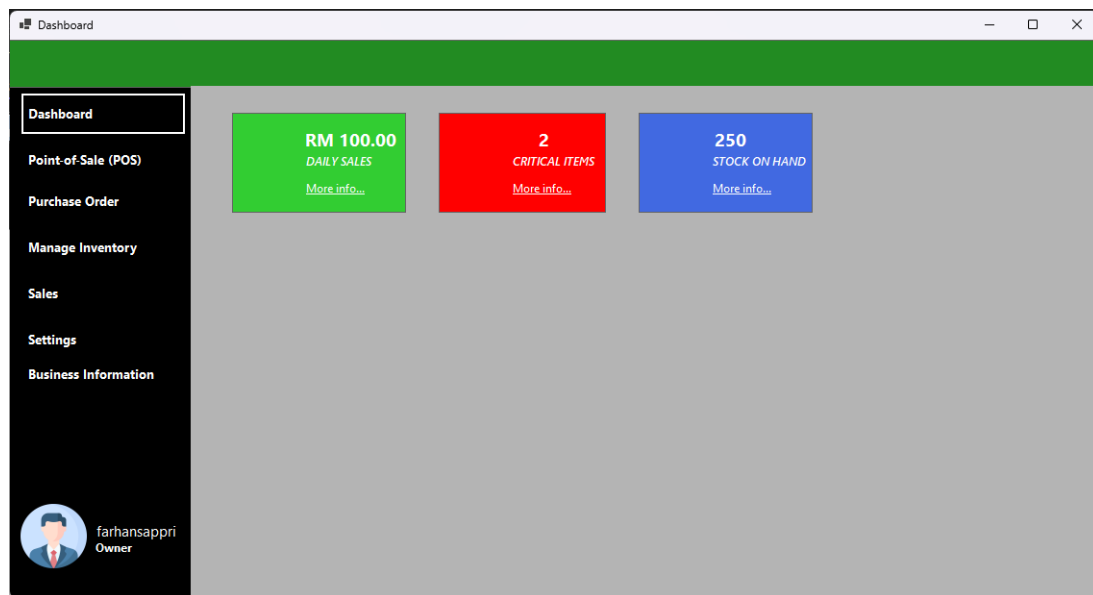 Dashboard
Dashboard
Point-of-Sale (POS)
Purchase Order
Manage Inventory
Sales
Settings
Business Information
farhansappri
Owner
RM 100.00
DAILY SALES
More info...
2
CRITICAL ITEMS
More info...
250
STOCK ON HAND
More info...